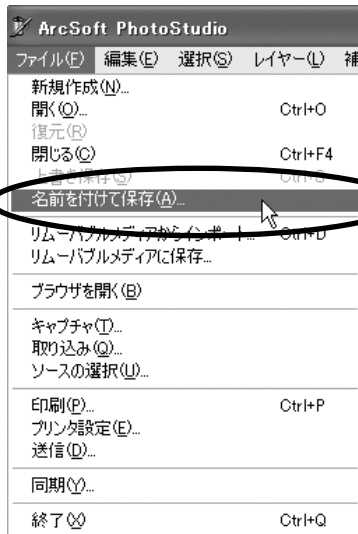 ArcSoft PhotoStudio
ファイル(F) 編集(E) 選択(S) レイヤー(L) 補
新規作成(N)...
開く(O)... Ctrl+O
復元(R)
閉じる(C) Ctrl+F4
上書き保存(S) Ctrl+S
名前を付けて保存(A)...
リムーバブルメディアからインポート... Ctrl+D
リムーバブルメディアに保存...
ブラウザを開く(B)
キャプチャ(T)...
取り込み(Q)...
ソースの選択(U)...
印刷(P)... Ctrl+P
プリンタ設定(E)...
送信(D)...
同期(Y)...
終了(X) Ctrl+Q